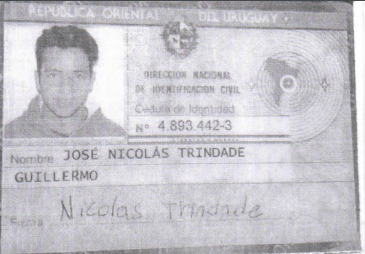 REPUBLICA ORIENTAL DEL URUGUAY
DIRECCION NACIONAL
DE IDENTIFICACION CIVIL
Cédula de Identidad
Nº 4.893.442-3
Nombre JOSÉ NICOLÁS TRINDADE
GUILLERMO
Firma Nicolas Trindade